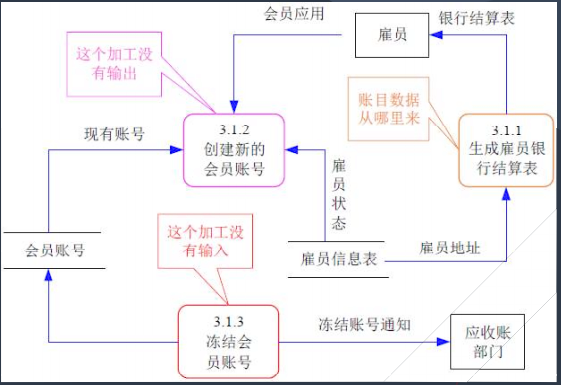 会员应用
雇员
银行结算表
这个加工没
有输出
账目数据
从哪里来
现有账号
3.1.2
创建新的
会员账号
3.1.1
生成雇员银
行结算表
雇
员
状
态
会员账号
这个加工没
有输入
雇员信息表
雇员地址
3.1.3
冻结会
员账号
冻结账号通知
应收账
部门